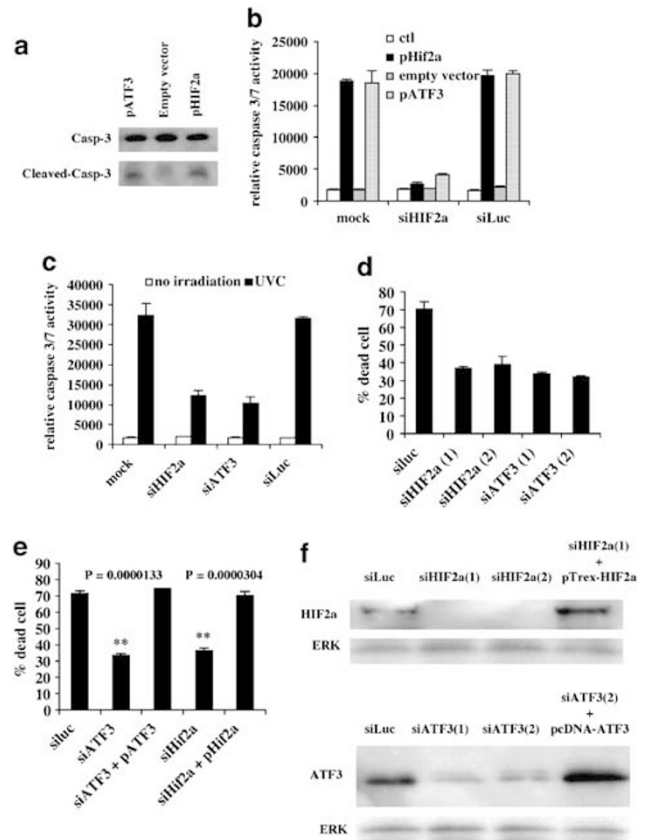 a
pATF3
Empty vector
pHIF2a
Casp-3
Cleaved-Casp-3
b
relative caspase 3/7 activity
25000
20000
15000
10000
5000
0
ctl
pHif2a
empty vector
pATF3
mock
siHIF2a
siLuc
c
relative caspase 3/7 activity
no irradiation
UVC
40000
35000
30000
25000
20000
15000
10000
5000
0
mock
siHIF2a
siATF3
siLuc
d
% dead cell
80
70
60
50
40
30
20
10
0
siluc
siHIF2a (1)
siHIF2a (2)
siATF3 (1)
siATF3 (2)
e
% dead cell
90
80
70
60
50
40
30
20
10
0
P = 0.0000133
P = 0.0000304
**
**
siluc
siATF3
siATF3 + pATF3
siHif2a
siHif2a + pHif2a
f
siLuc
siHIF2a(1)
siHIF2a(2)
siHIF2a(1)
+
pTrex-HIF2a
HIF2a
ERK
siLuc
siATF3(1)
siATF3(2)
siATF3(2)
+
pcDNA-ATF3
ATF3
ERK